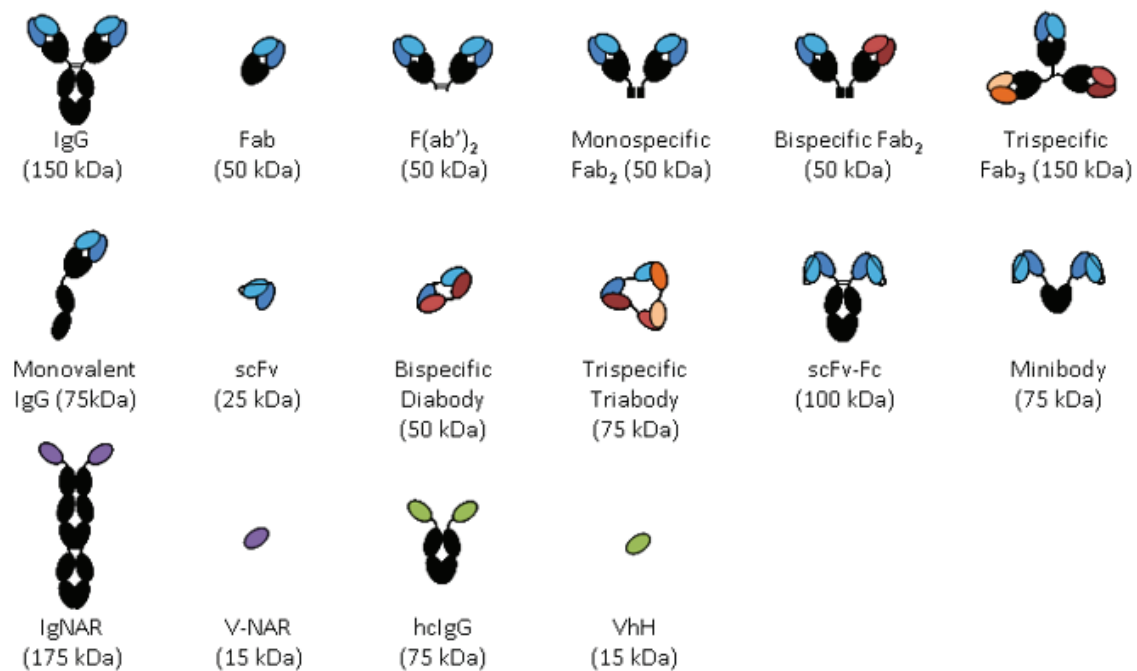 IgG
(150 kDa)
Fab
(50 kDa)
F(ab')₂
(50 kDa)
Monospecific
Fab₂ (50 kDa)
Bispecific Fab₂
(50 kDa)
Trispecific
Fab₃ (150 kDa)
Monovalent
IgG (75kDa)
scFv
(25 kDa)
Bispecific
Diabody
(50 kDa)
Trispecific
Triabody
(75 kDa)
scFv-Fc
(100 kDa)
Minibody
(75 kDa)
IgNAR
(175 kDa)
V-NAR
(15 kDa)
hcIgG
(75 kDa)
VhH
(15 kDa)